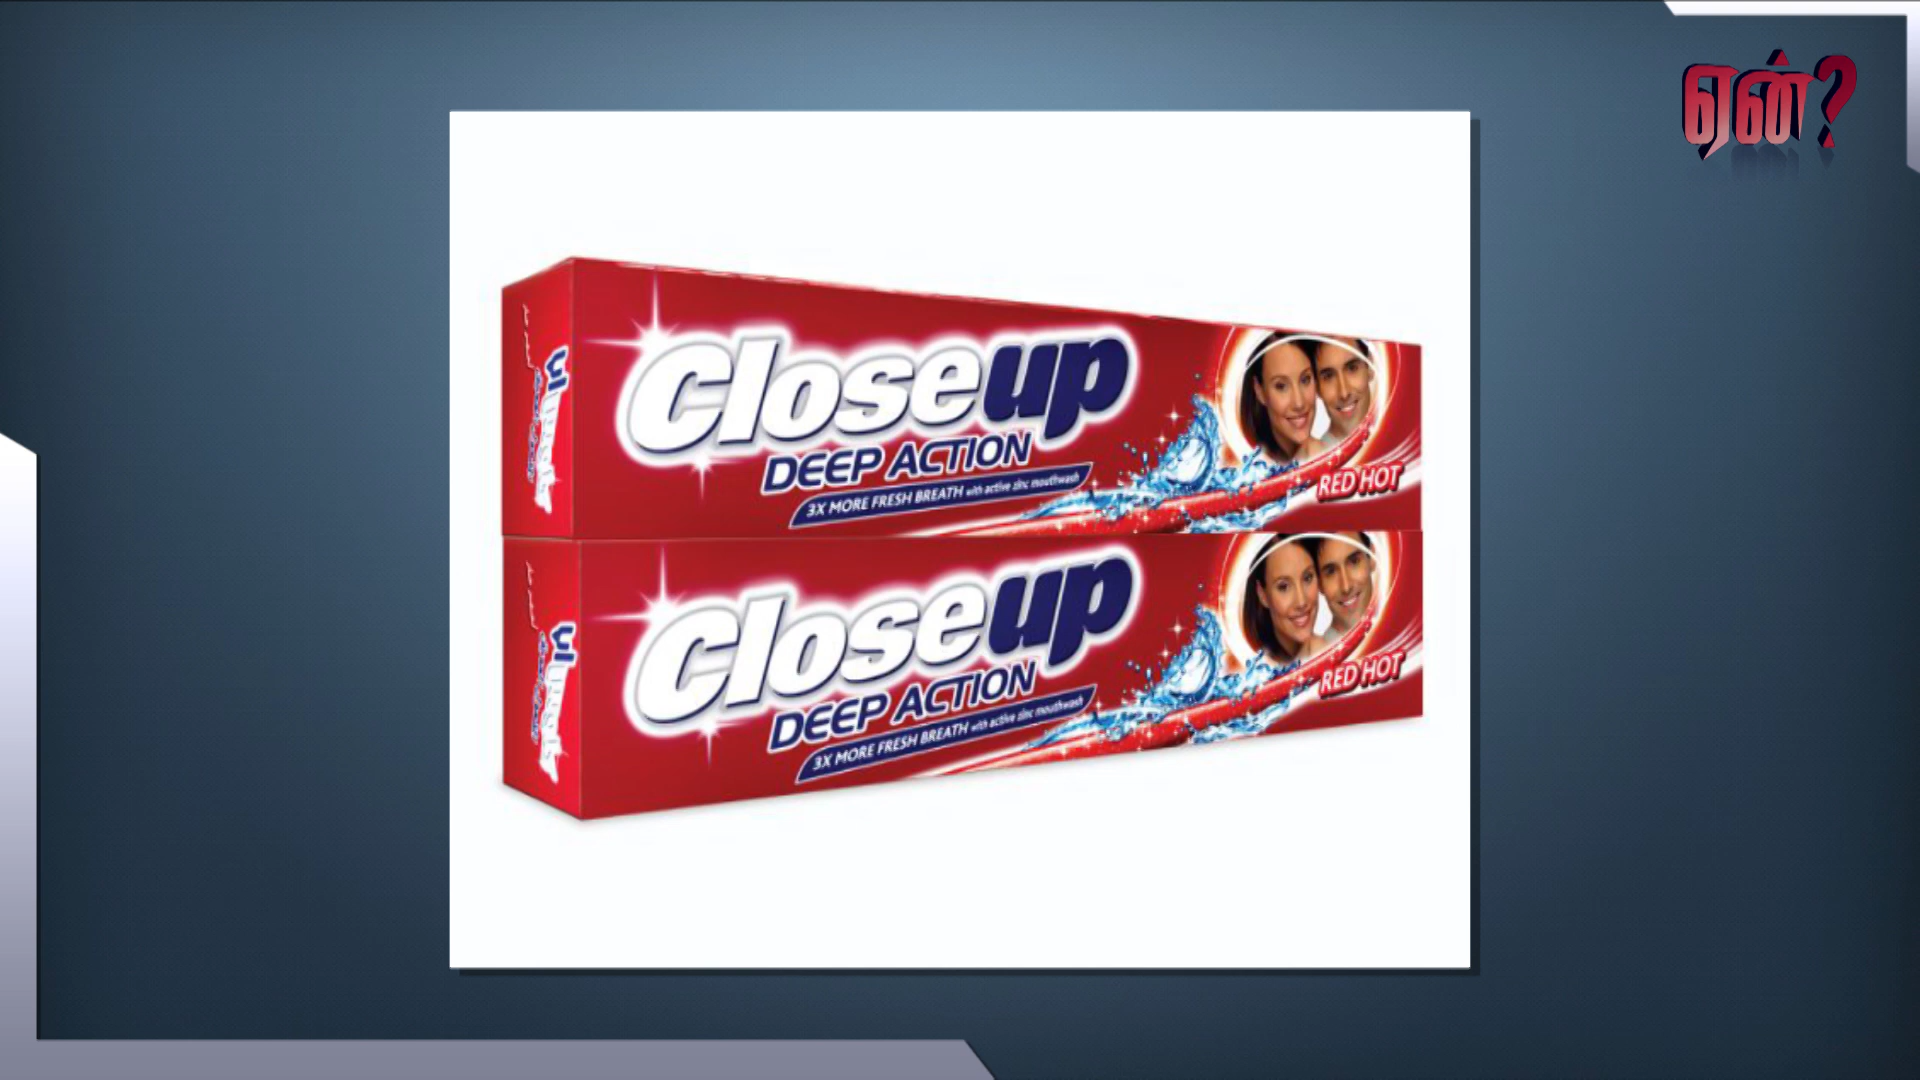 ஏன்?
Closeup
DEEP ACTION
3X MORE FRESH BREATH with active zinc mouthwash
RED HOT
Closeup
DEEP ACTION
3X MORE FRESH BREATH with active zinc mouthwash
RED HOT